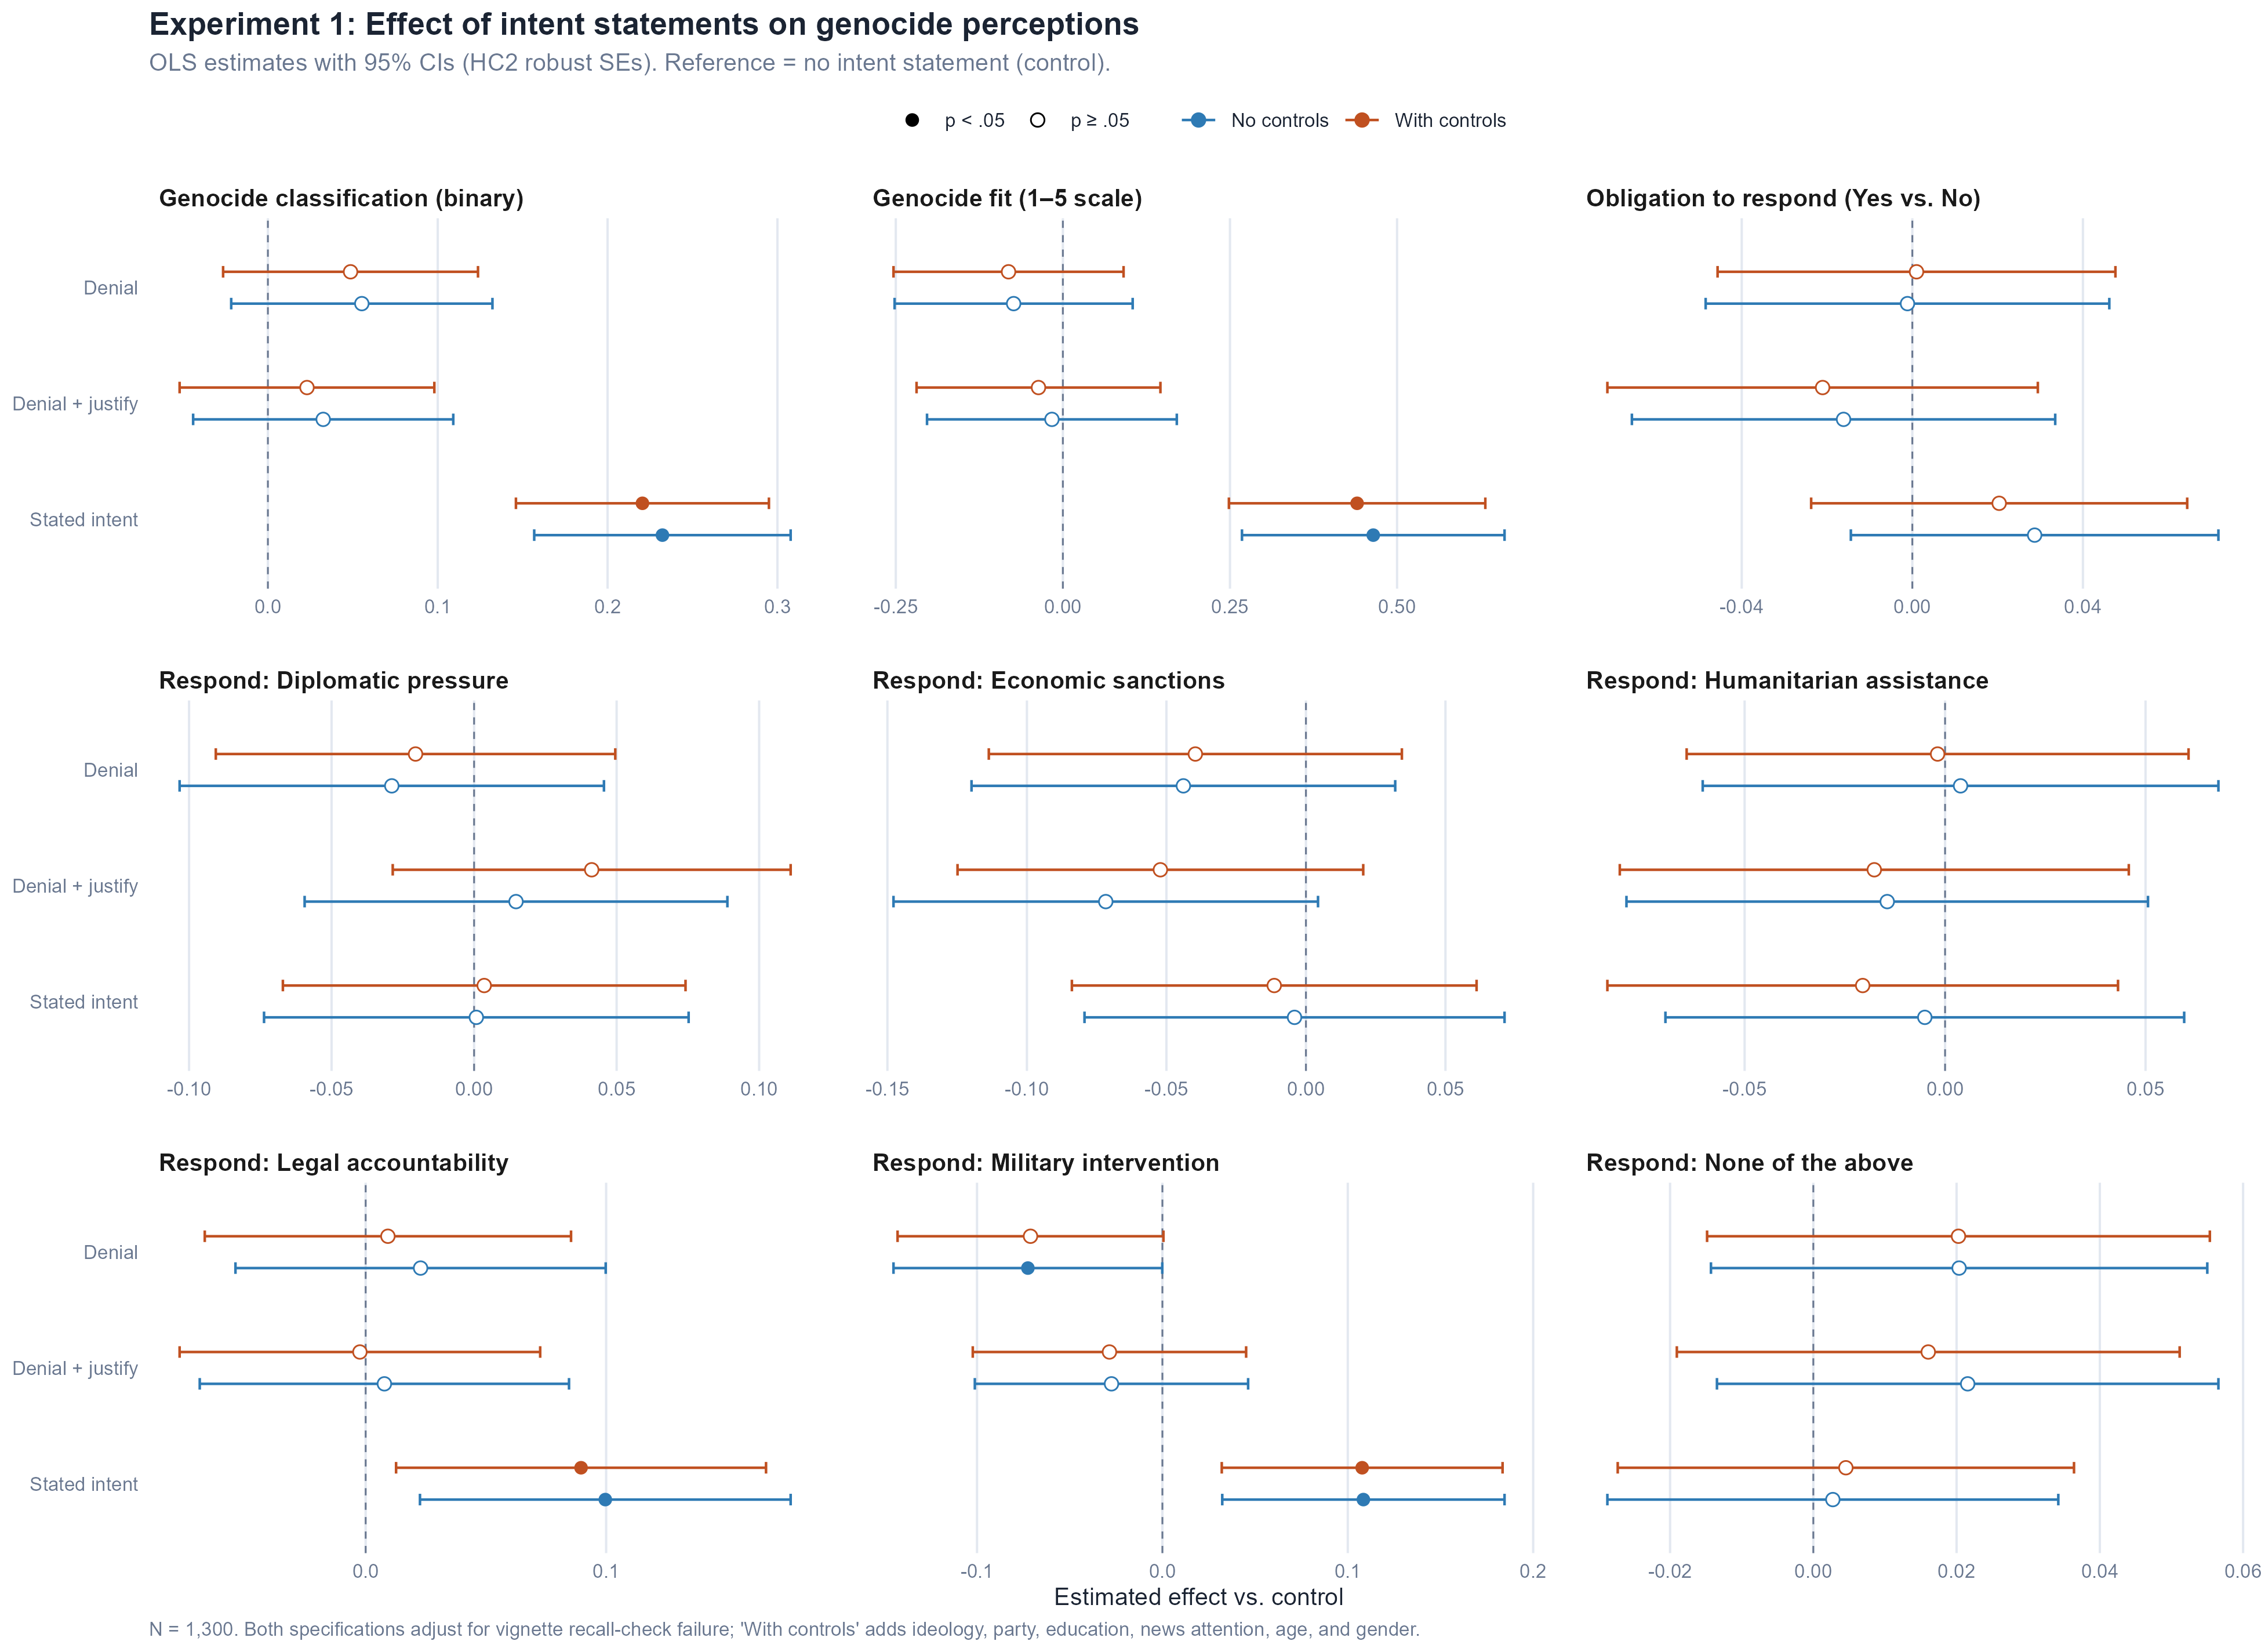 Experiment 1: Effect of intent statements on genocide perceptions
OLS estimates with 95% CIs (HC2 robust SEs). Reference = no intent statement (control).
p < .05 p ≥ .05 No controls With controls
Genocide classification (binary) Genocide fit (1–5 scale) Obligation to respond (Yes vs. No)
Denial
Denial + justify
Stated intent
0.0 0.1 0.2 0.3 -0.25 0.00 0.25 0.50 -0.04 0.00 0.04
Respond: Diplomatic pressure Respond: Economic sanctions Respond: Humanitarian assistance
Denial
Denial + justify
Stated intent
-0.10 -0.05 0.00 0.05 0.10 -0.15 -0.10 -0.05 0.00 0.05 -0.05 0.00 0.05
Respond: Legal accountability Respond: Military intervention Respond: None of the above
Denial
Denial + justify
Stated intent
0.0 0.1 -0.1 0.0 0.1 0.2 -0.02 0.00 0.02 0.04 0.06
Estimated effect vs. control
N = 1,300. Both specifications adjust for vignette recall-check failure; 'With controls' adds ideology, party, education, news attention, age, and gender.